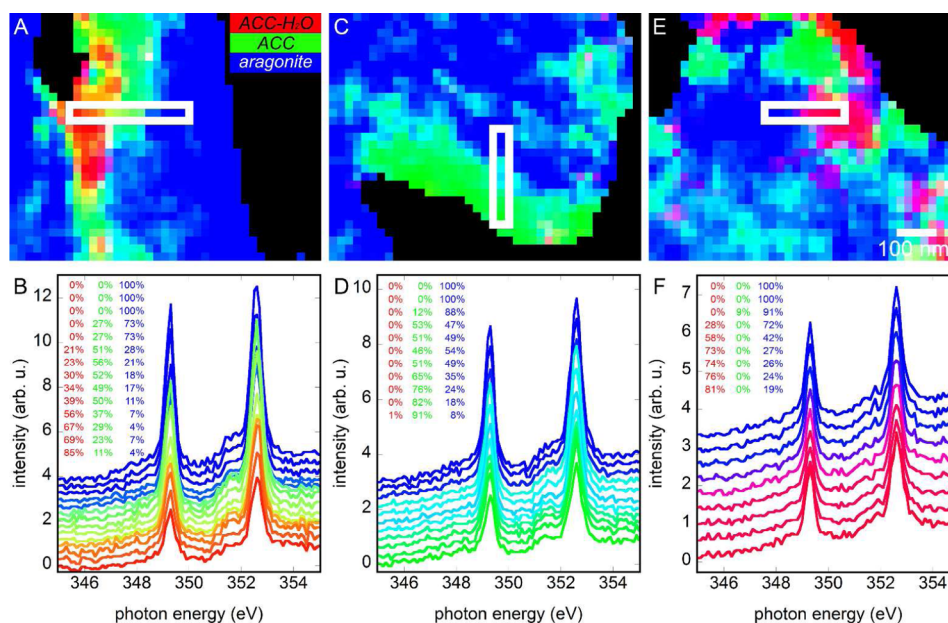 A
ACC-H₂O
ACC
aragonite
C
E
100 nm
B
0% 0% 100%
0% 0% 100%
0% 0% 100%
0% 27% 73%
0% 27% 73%
21% 51% 28%
23% 56% 21%
30% 52% 18%
34% 49% 17%
39% 50% 11%
56% 37% 7%
67% 29% 4%
69% 23% 7%
85% 11% 4%
12
10
8
6
4
2
0
intensity (arb. u.)
346 348 350 352 354
photon energy (eV)
D
0% 0% 100%
0% 0% 100%
0% 12% 88%
0% 53% 47%
0% 51% 49%
0% 46% 54%
0% 51% 49%
0% 65% 35%
0% 76% 24%
0% 82% 18%
1% 91% 8%
10
8
6
4
2
0
intensity (arb. u.)
346 348 350 352 354
photon energy (eV)
F
0% 0% 100%
0% 0% 100%
0% 9% 91%
28% 0% 72%
58% 0% 42%
73% 0% 27%
74% 0% 26%
76% 0% 24%
81% 0% 19%
7
6
5
4
3
2
1
0
intensity (arb. u.)
346 348 350 352 354
photon energy (eV)